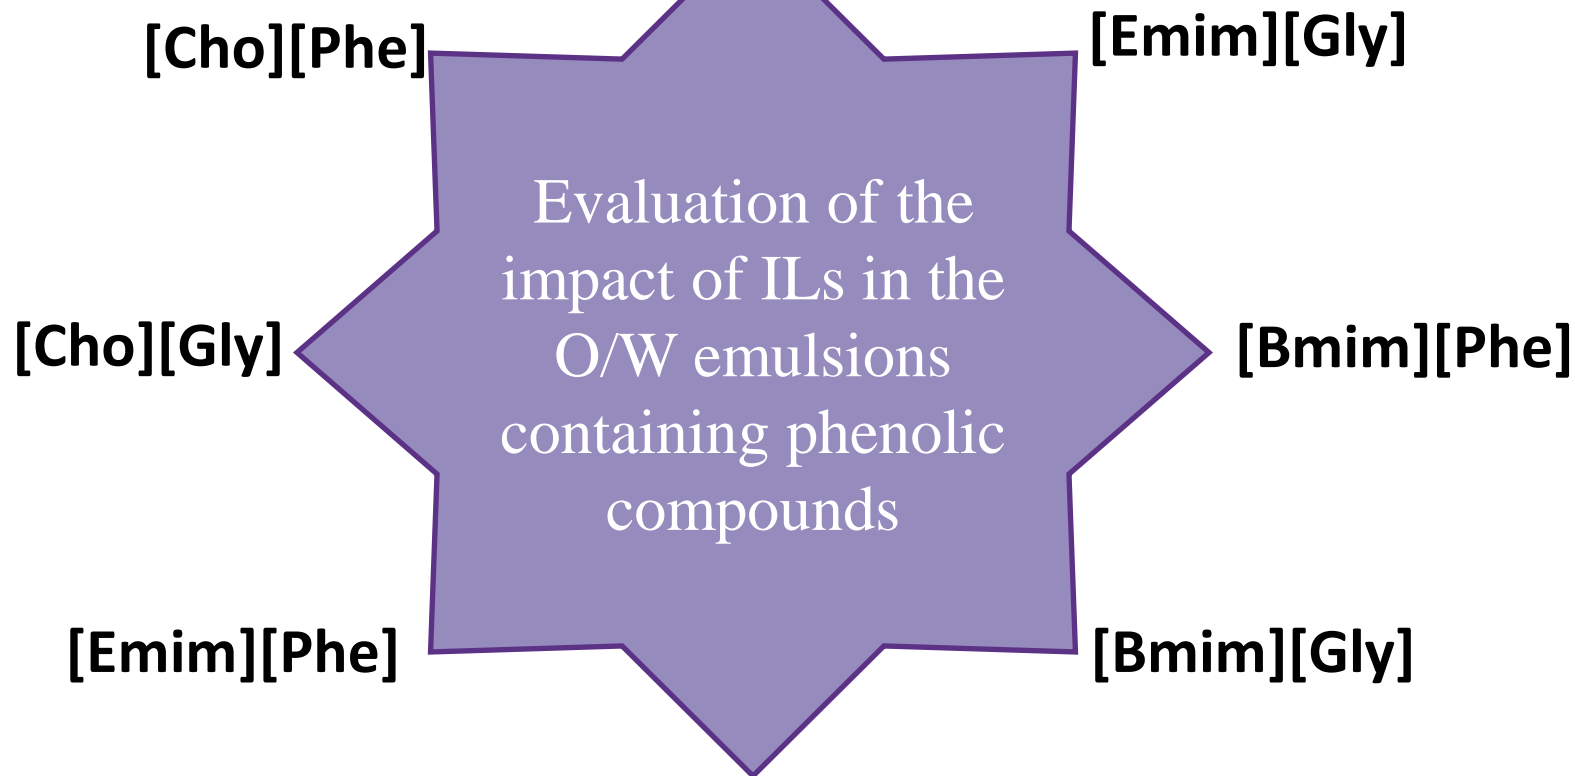 [Cho][Phe]
[Emim][Gly]
Evaluation of the
impact of ILs in the
O/W emulsions
containing phenolic
compounds
[Cho][Gly]
[Bmim][Phe]
[Emim][Phe]
[Bmim][Gly]